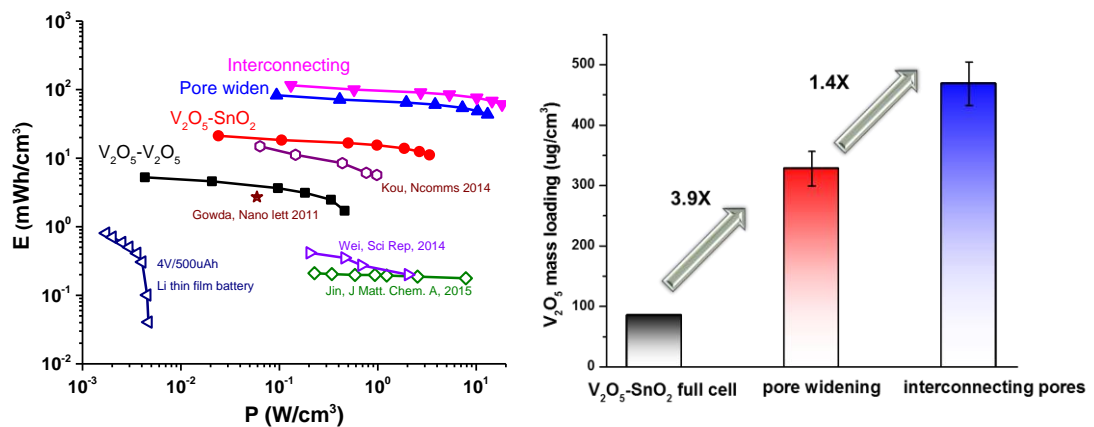 10³
10²
10¹
10⁰
10⁻¹
10⁻²
E (mWh/cm³)
Interconnecting
Pore widen
V₂O₅-SnO₂
V₂O₅-V₂O₅
Kou, Ncomms 2014
Gowda, Nano lett 2011
Wei, Sci Rep, 2014
4V/500uAh
Li thin film battery
Jin, J Matt. Chem. A, 2015
10⁻³ 10⁻² 10⁻¹ 10⁰ 10¹
P (W/cm³)
V₂O₅ mass loading (ug/cm³)
500
400
300
200
100
0
1.4X
3.9X
V₂O₅-SnO₂ full cell pore widening interconnecting pores